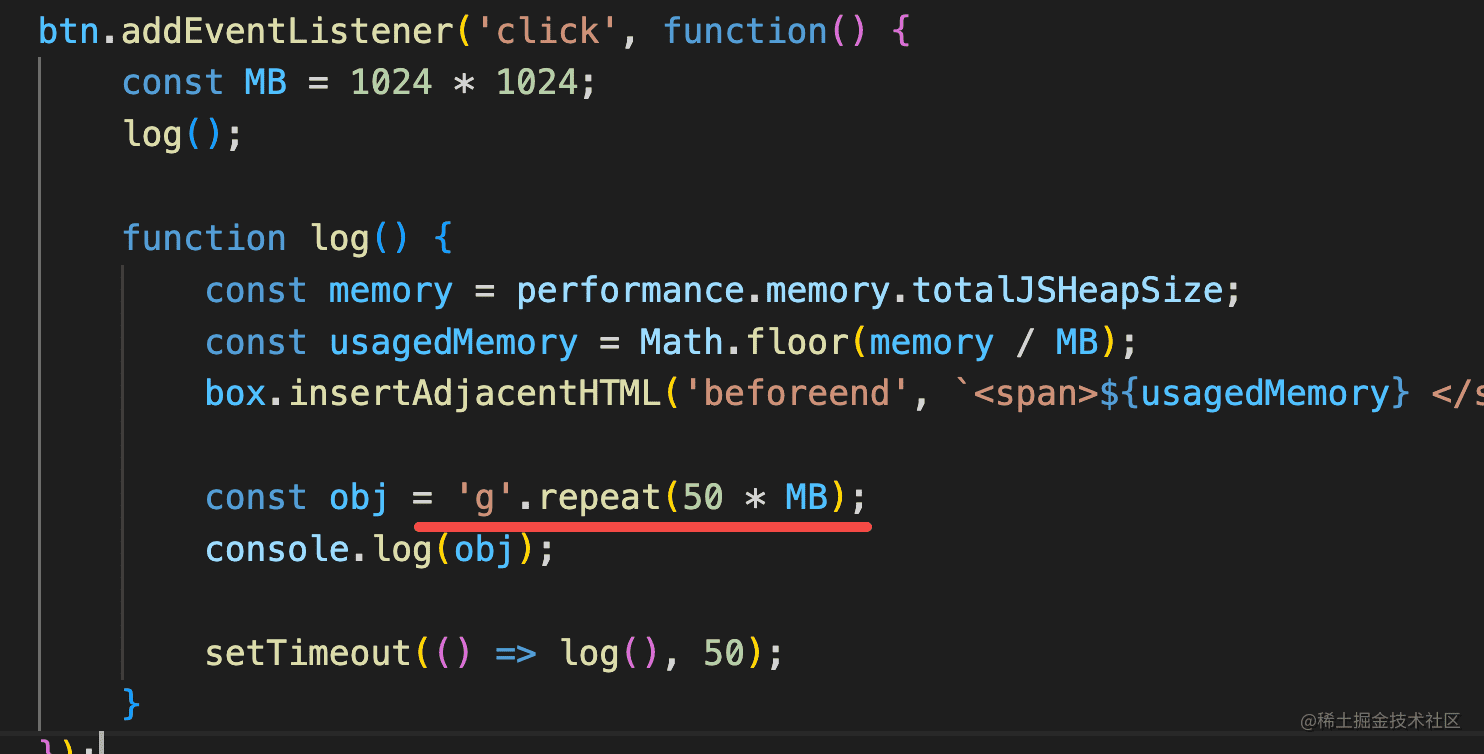 btn.addEventListener('click', function() {
    const MB = 1024 * 1024;
    log();

    function log() {
        const memory = performance.memory.totalJSHeapSize;
        const usagedMemory = Math.floor(memory / MB);
        box.insertAdjacentHTML('beforeend', `<span>${usagedMemory} </s

        const obj = 'g'.repeat(50 * MB);
        console.log(obj);

        setTimeout(() => log(), 50);
    }
});
@稀土掘金技术社区